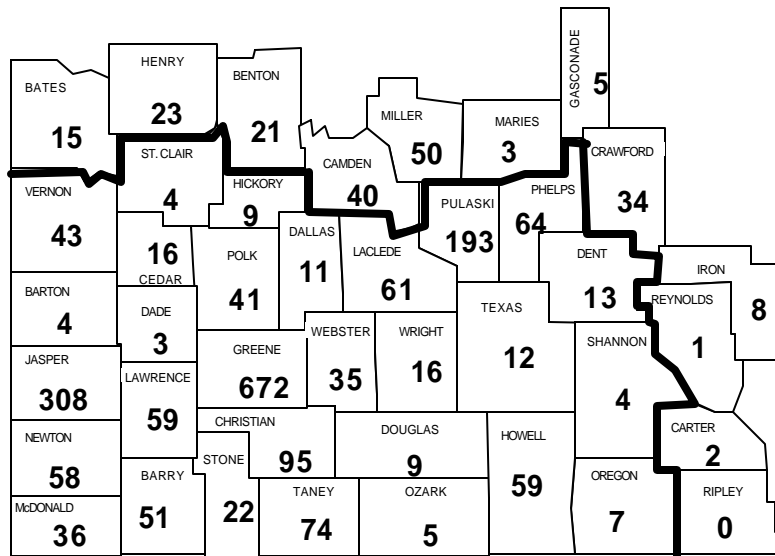 HENRY
23
BENTON
21
BATES
15
GASCONADE
5
MILLER
50
MARIES
3
CRAWFORD
34
ST. CLAIR
4
CAMDEN
40
VERNON
43
HICKORY
9
PULASKI
193
PHELPS
64
16
CEDAR
POLK
41
DALLAS
11
LACLEDE
61
DENT
13
IRON
8
BARTON
4
DADE
3
TEXAS
12
REYNOLDS
1
JASPER
308
LAWRENCE
59
GREENE
672
WEBSTER
35
WRIGHT
16
SHANNON
4
NEWTON
58
CHRISTIAN
95
DOUGLAS
9
HOWELL
59
CARTER
2
McDONALD
36
BARRY
51
STONE
22
TANEY
74
OZARK
5
OREGON
7
RIPLEY
0